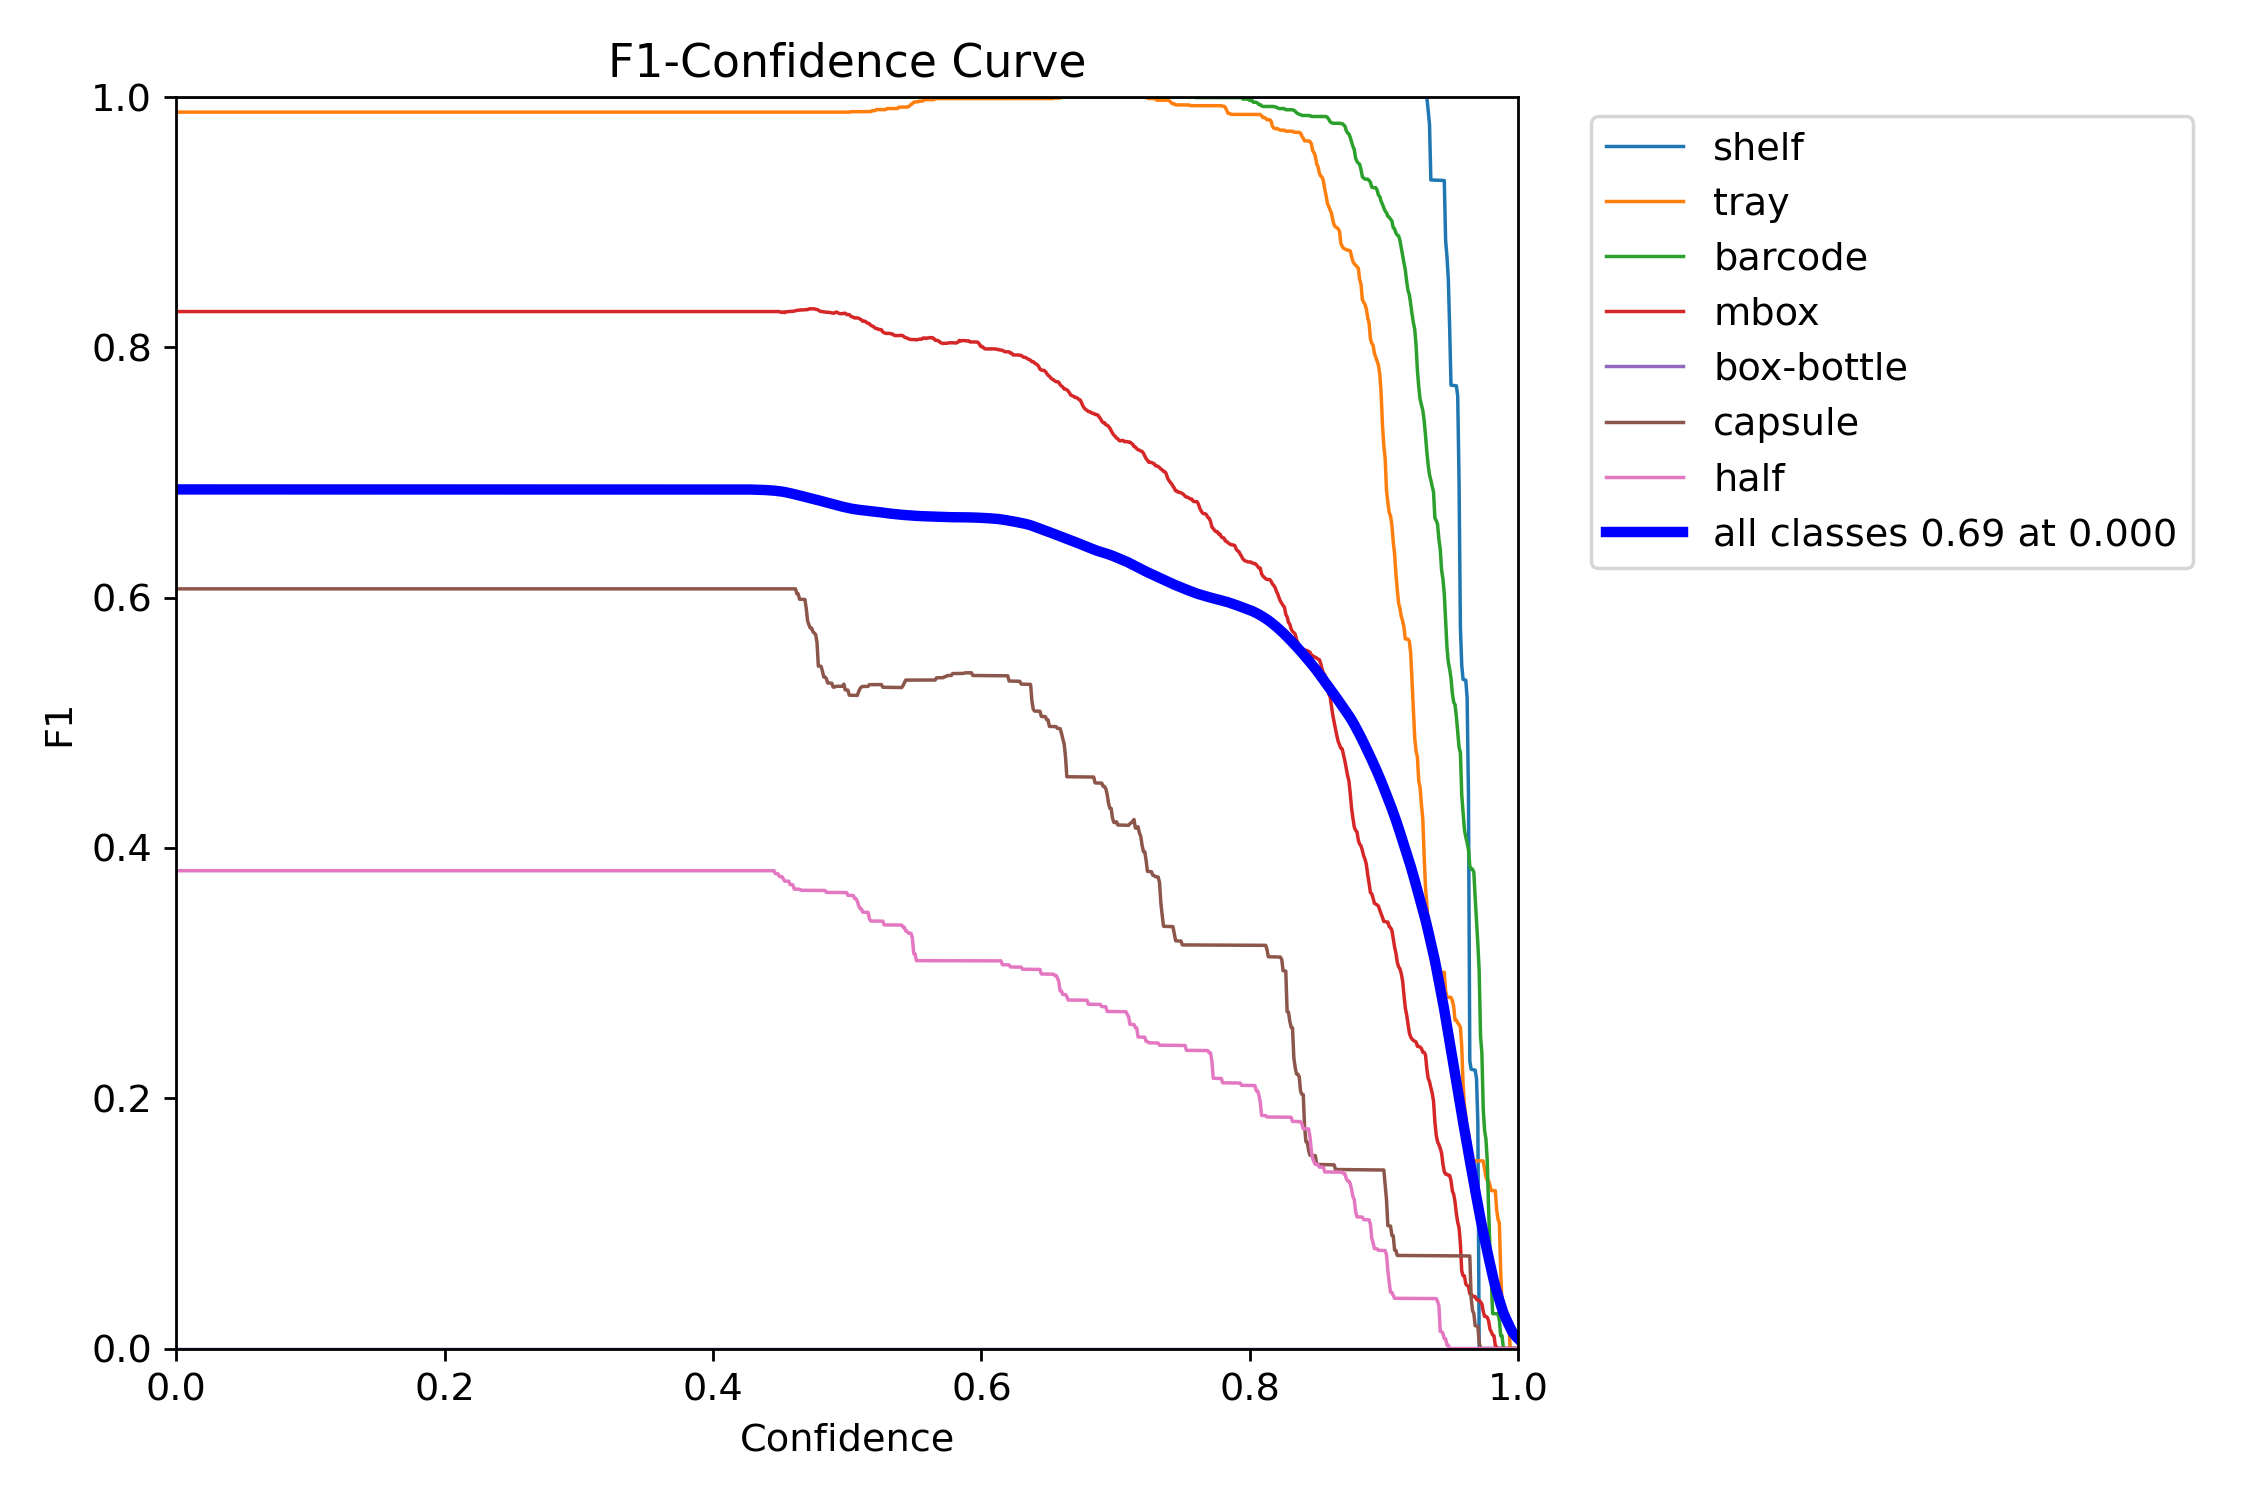 F1-Confidence Curve
1.0
0.8
0.6
0.4
0.2
0.0
F1
0.0 0.2 0.4 0.6 0.8 1.0
Confidence
shelf
tray
barcode
mbox
box-bottle
capsule
half
all classes 0.69 at 0.000